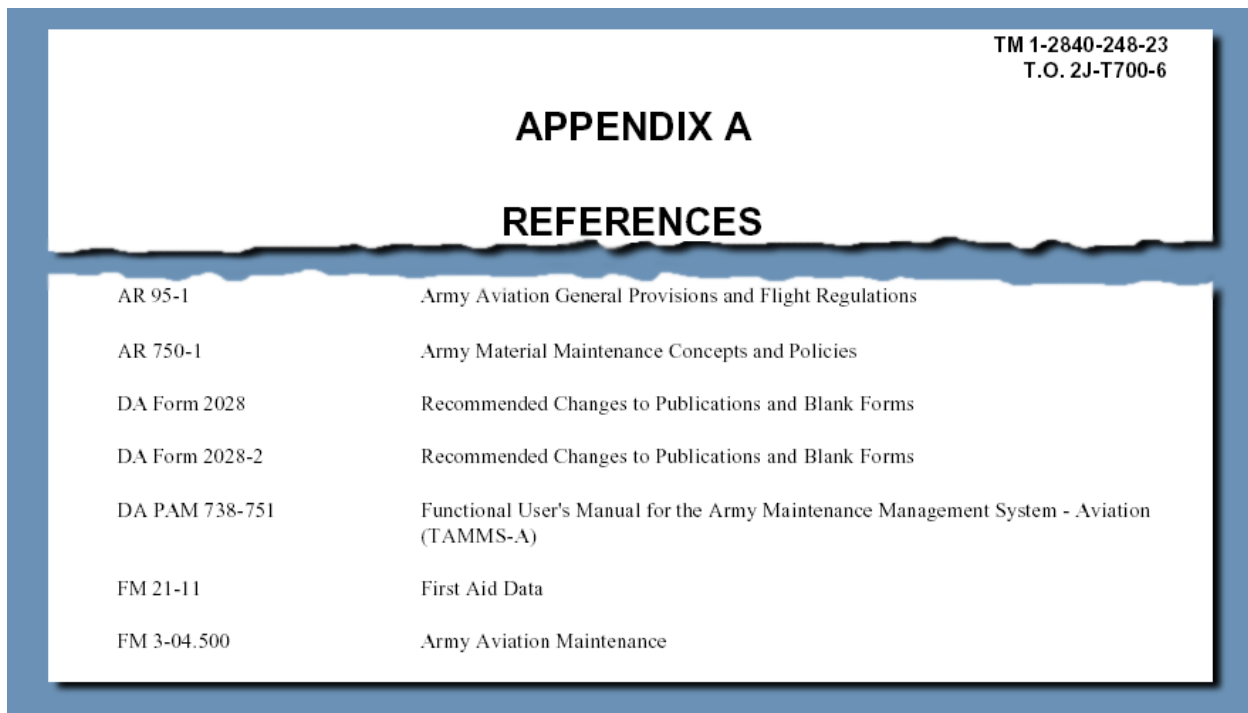 TM 1-2840-248-23
T.O. 2J-T700-6
APPENDIX A
REFERENCES
AR 95-1 Army Aviation General Provisions and Flight Regulations
AR 750-1 Army Material Maintenance Concepts and Policies
DA Form 2028 Recommended Changes to Publications and Blank Forms
DA Form 2028-2 Recommended Changes to Publications and Blank Forms
DA PAM 738-751 Functional User's Manual for the Army Maintenance Management System - Aviation
(TAMMS-A)
FM 21-11 First Aid Data
FM 3-04.500 Army Aviation Maintenance